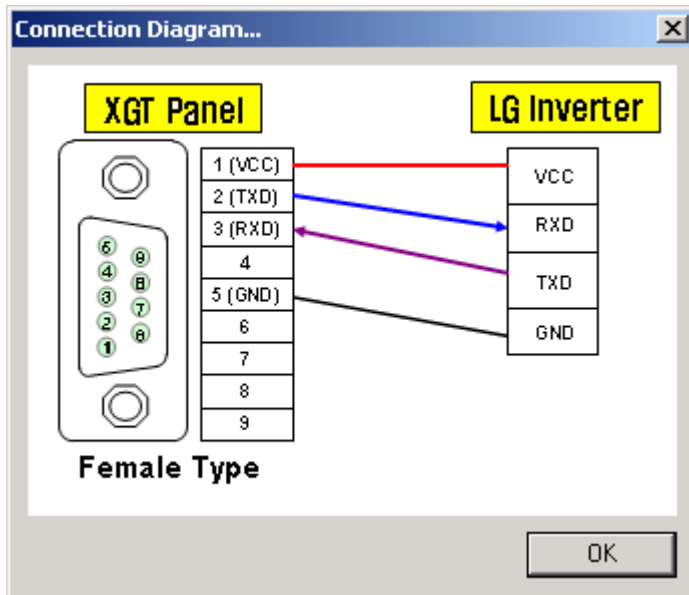 Connection Diagram...
XGT Panel
LG Inverter
1 (VCC)
2 (TXD)
3 (RXD)
4
5 (GND)
6
7
8
9
VCC
RXD
TXD
GND
5
4
3
2
1
9
8
7
6
Female Type
OK